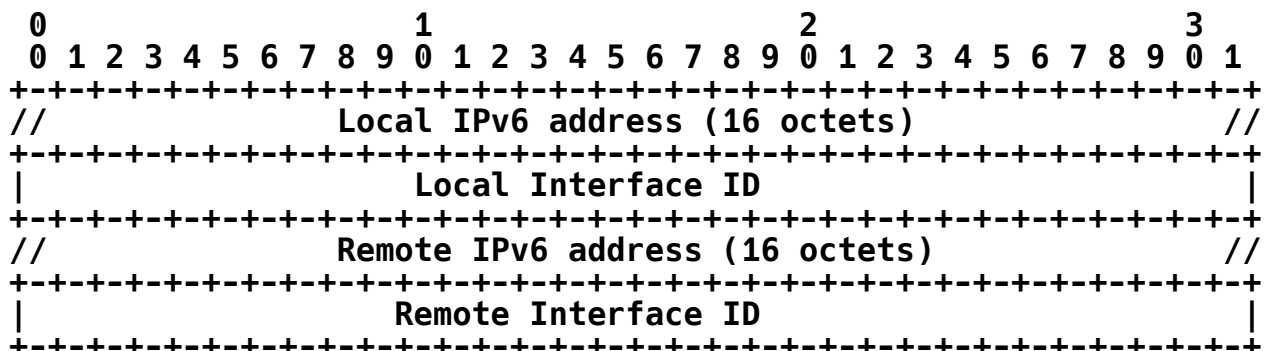 0                   1                   2                   3
 0 1 2 3 4 5 6 7 8 9 0 1 2 3 4 5 6 7 8 9 0 1 2 3 4 5 6 7 8 9 0 1
+-+-+-+-+-+-+-+-+-+-+-+-+-+-+-+-+-+-+-+-+-+-+-+-+-+-+-+-+-+-+-+-+
//               Local IPv6 address (16 octets)                //
+-+-+-+-+-+-+-+-+-+-+-+-+-+-+-+-+-+-+-+-+-+-+-+-+-+-+-+-+-+-+-+-+
|                    Local Interface ID                         |
+-+-+-+-+-+-+-+-+-+-+-+-+-+-+-+-+-+-+-+-+-+-+-+-+-+-+-+-+-+-+-+-+
//               Remote IPv6 address (16 octets)               //
+-+-+-+-+-+-+-+-+-+-+-+-+-+-+-+-+-+-+-+-+-+-+-+-+-+-+-+-+-+-+-+-+
|                   Remote Interface ID                         |
+-+-+-+-+-+-+-+-+-+-+-+-+-+-+-+-+-+-+-+-+-+-+-+-+-+-+-+-+-+-+-+-+